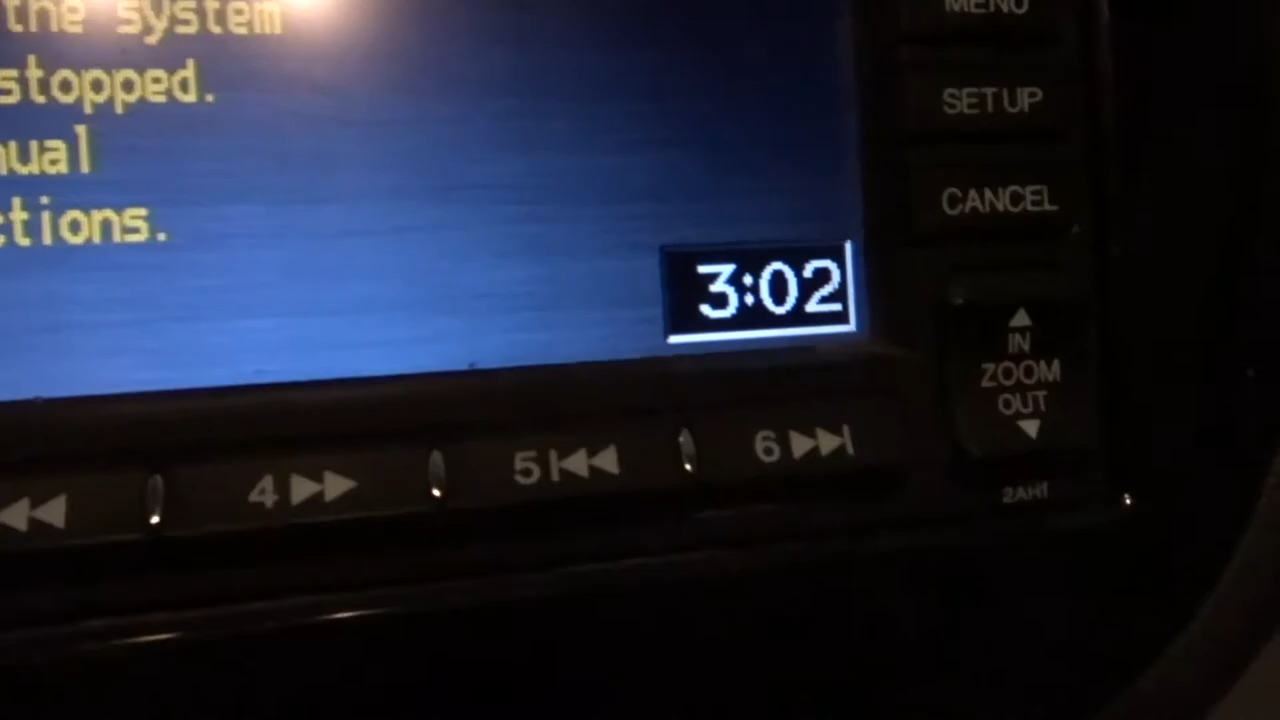 the system
stopped.
nual
ctions.
3:02
MENU
SETUP
CANCEL
IN
ZOOM
OUT
4
5
6
2AH1